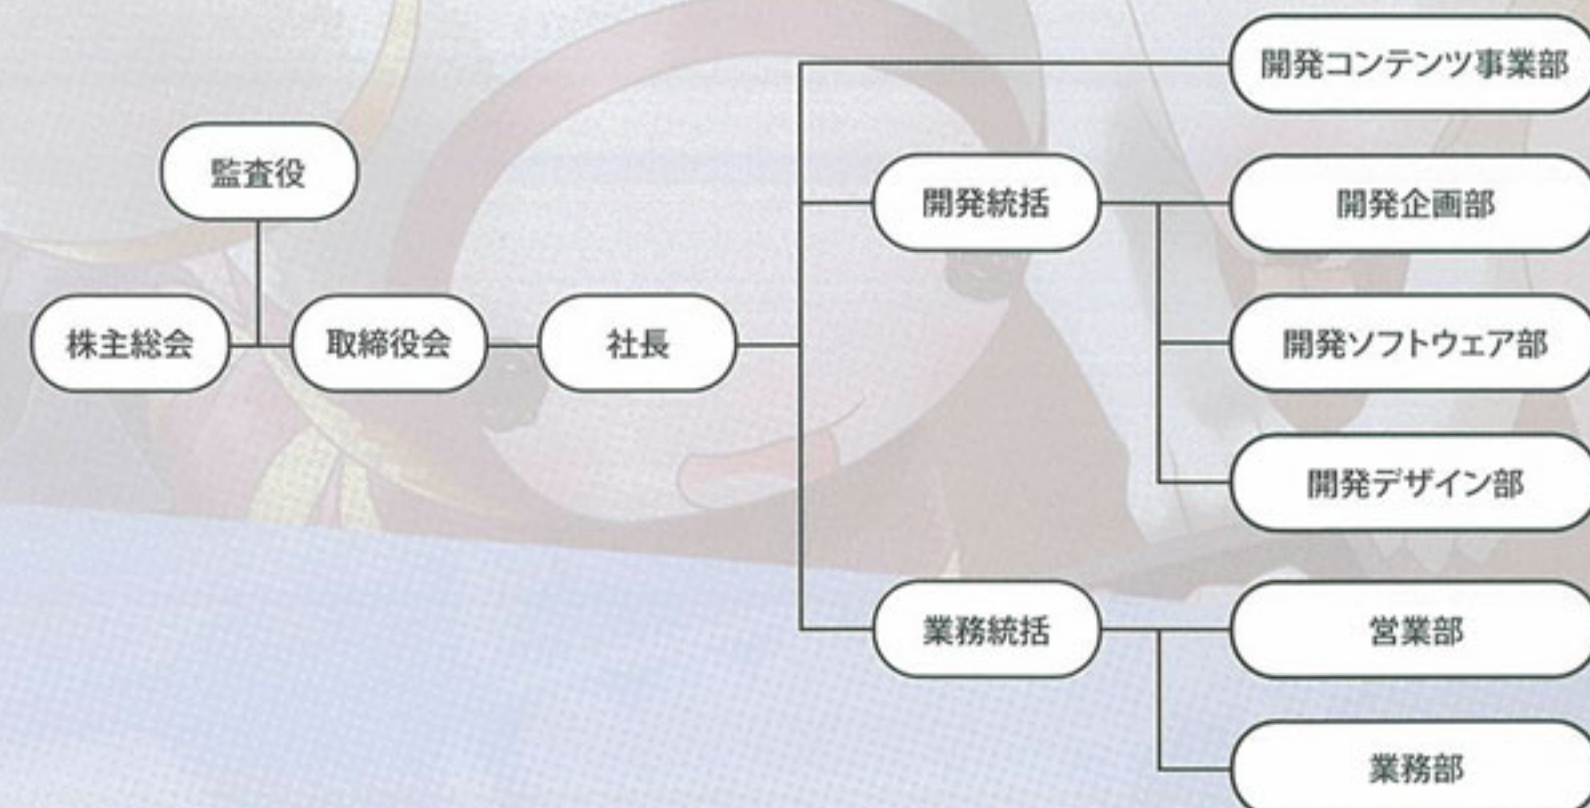 監査役
株主総会
取締役会
社長
開発コンテンツ事業部
開発統括
開発企画部
開発ソフトウェア部
開発デザイン部
業務統括
営業部
業務部